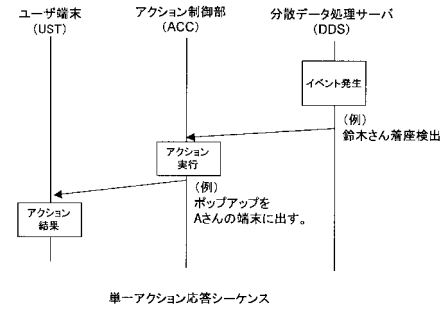 ユーザ端末
(UST)
アクション制御部
(ACC)
分散データ処理サーバ
(DDS)
イベント発生
(例)
鈴木さん着座検出
アクション
実行
(例)
ポップアップを
Aさんの端末に出す。
アクション
結果
単一アクション応答シーケンス